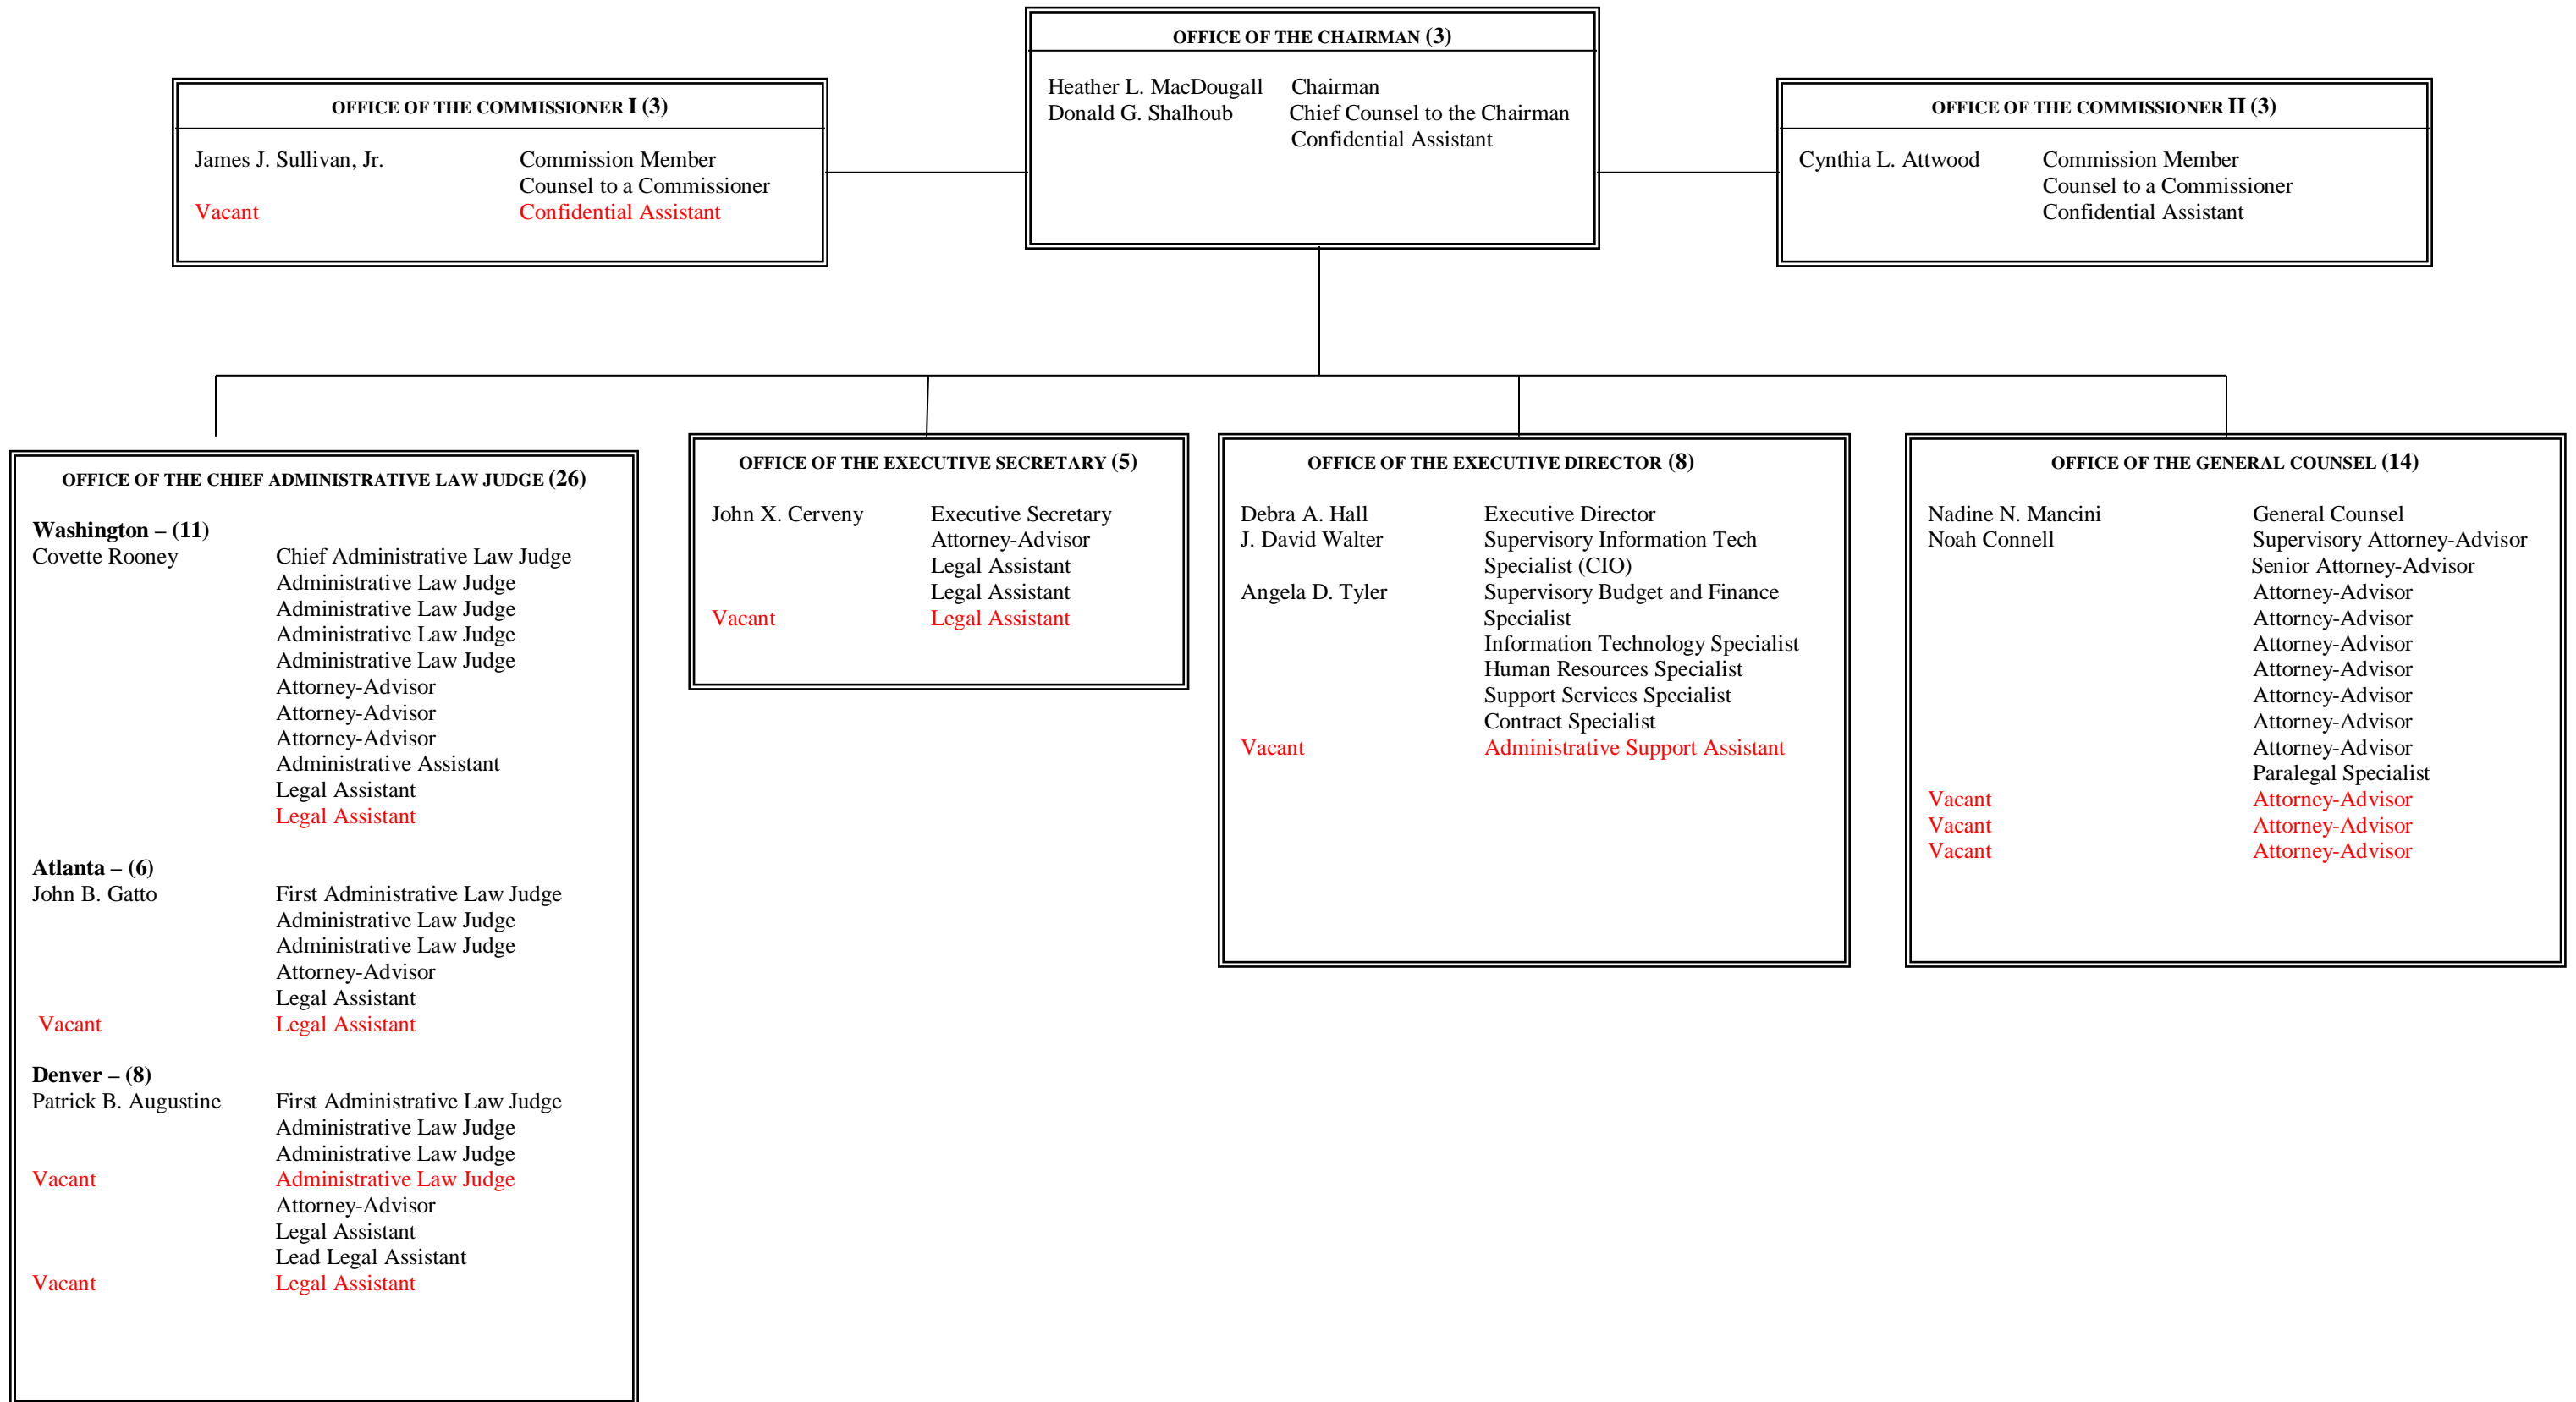 OFFICE OF THE CHAIRMAN (3)
Heather L. MacDougall Chairman
Donald G. Shalhoub Chief Counsel to the Chairman
Confidential Assistant
OFFICE OF THE COMMISSIONER I (3)
James J. Sullivan, Jr. Commission Member
Counsel to a Commissioner
Vacant Confidential Assistant
OFFICE OF THE COMMISSIONER II (3)
Cynthia L. Attwood Commission Member
Counsel to a Commissioner
Confidential Assistant
OFFICE OF THE CHIEF ADMINISTRATIVE LAW JUDGE (26)
Washington – (11)
Covette Rooney Chief Administrative Law Judge
Administrative Law Judge
Administrative Law Judge
Administrative Law Judge
Administrative Law Judge
Attorney-Advisor
Attorney-Advisor
Attorney-Advisor
Administrative Assistant
Legal Assistant
Legal Assistant
Atlanta – (6)
John B. Gatto First Administrative Law Judge
Administrative Law Judge
Administrative Law Judge
Attorney-Advisor
Legal Assistant
Vacant Legal Assistant
Denver – (8)
Patrick B. Augustine First Administrative Law Judge
Administrative Law Judge
Administrative Law Judge
Vacant Administrative Law Judge
Attorney-Advisor
Legal Assistant
Lead Legal Assistant
Vacant Legal Assistant
OFFICE OF THE EXECUTIVE SECRETARY (5)
John X. Cerveny Executive Secretary
Attorney-Advisor
Legal Assistant
Legal Assistant
Vacant Legal Assistant
OFFICE OF THE EXECUTIVE DIRECTOR (8)
Debra A. Hall Executive Director
J. David Walter Supervisory Information Tech
Specialist (CIO)
Angela D. Tyler Supervisory Budget and Finance
Specialist
Information Technology Specialist
Human Resources Specialist
Support Services Specialist
Contract Specialist
Vacant Administrative Support Assistant
OFFICE OF THE GENERAL COUNSEL (14)
Nadine N. Mancini General Counsel
Noah Connell Supervisory Attorney-Advisor
Senior Attorney-Advisor
Attorney-Advisor
Attorney-Advisor
Attorney-Advisor
Attorney-Advisor
Attorney-Advisor
Attorney-Advisor
Attorney-Advisor
Paralegal Specialist
Vacant Attorney-Advisor
Vacant Attorney-Advisor
Vacant Attorney-Advisor